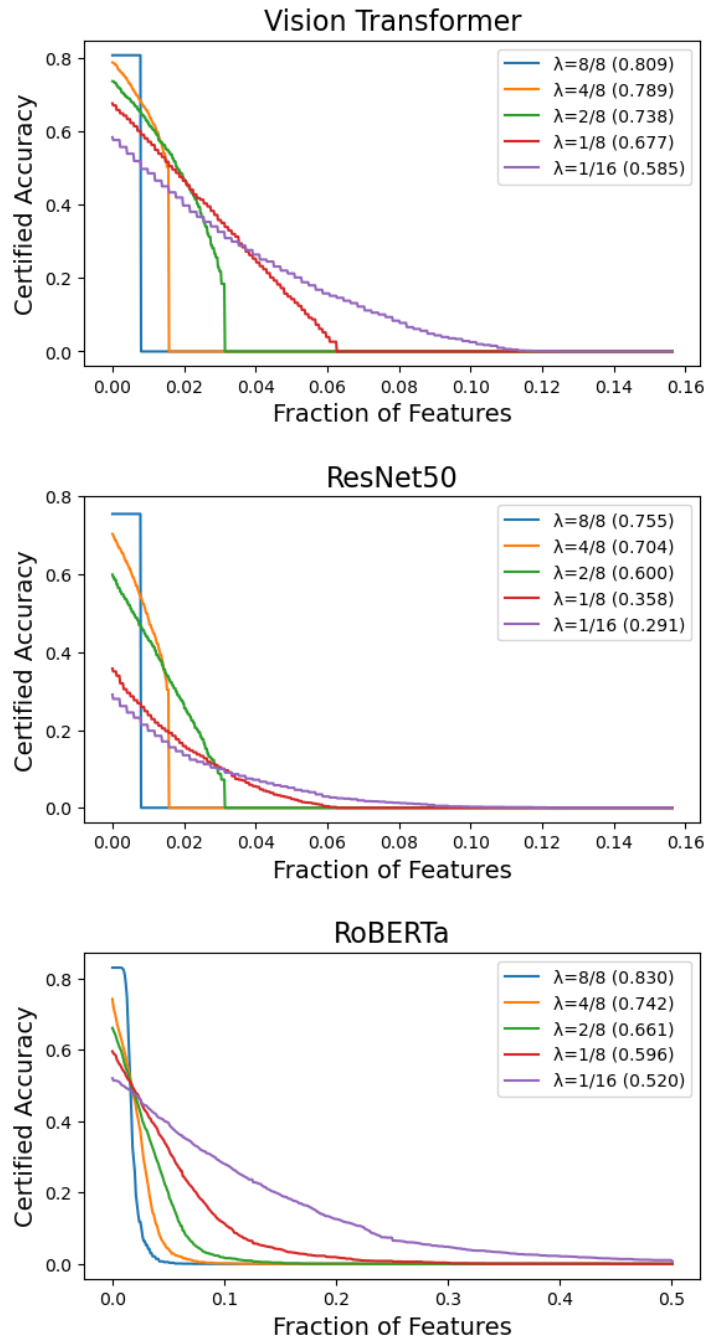 Vision Transformer
Certified Accuracy
0.8
0.6
0.4
0.2
0.0
λ=8/8 (0.809)
λ=4/8 (0.789)
λ=2/8 (0.738)
λ=1/8 (0.677)
λ=1/16 (0.585)
0.00 0.02 0.04 0.06 0.08 0.10 0.12 0.14 0.16
Fraction of Features
ResNet50
Certified Accuracy
0.8
0.6
0.4
0.2
0.0
λ=8/8 (0.755)
λ=4/8 (0.704)
λ=2/8 (0.600)
λ=1/8 (0.358)
λ=1/16 (0.291)
0.00 0.02 0.04 0.06 0.08 0.10 0.12 0.14 0.16
Fraction of Features
RoBERTa
Certified Accuracy
0.8
0.6
0.4
0.2
0.0
λ=8/8 (0.830)
λ=4/8 (0.742)
λ=2/8 (0.661)
λ=1/8 (0.596)
λ=1/16 (0.520)
0.0 0.1 0.2 0.3 0.4 0.5
Fraction of Features